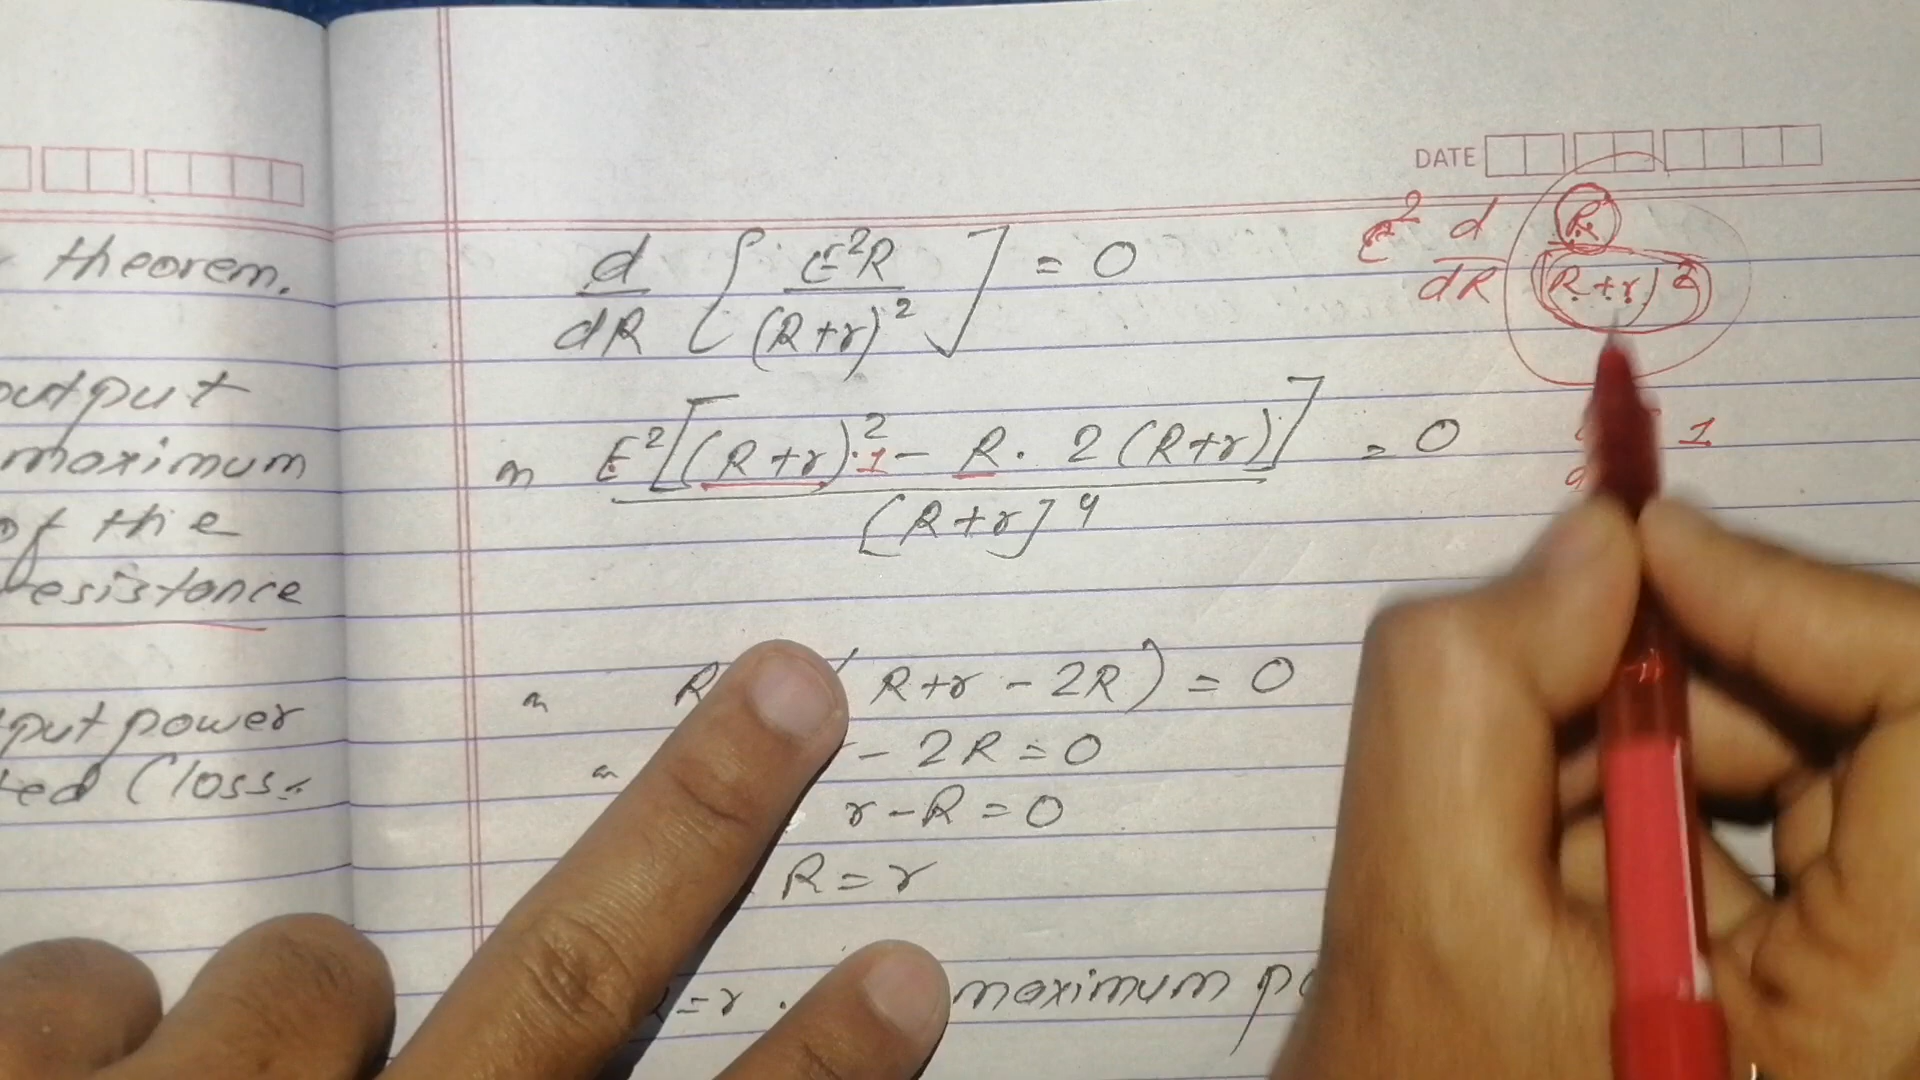 theorem.
output
maximum
of the
resistance
put power
ted (loss-
DATE
d/dR [E²R/(R+r)²] = 0
E² d/dR R/(R+r)²
E²[(R+r)²·1 - R·2(R+r)]/[R+r]⁴ = 0
1
R ( R+r - 2R) = 0
- 2R = 0
r - R = 0
R = r
=r . maximum